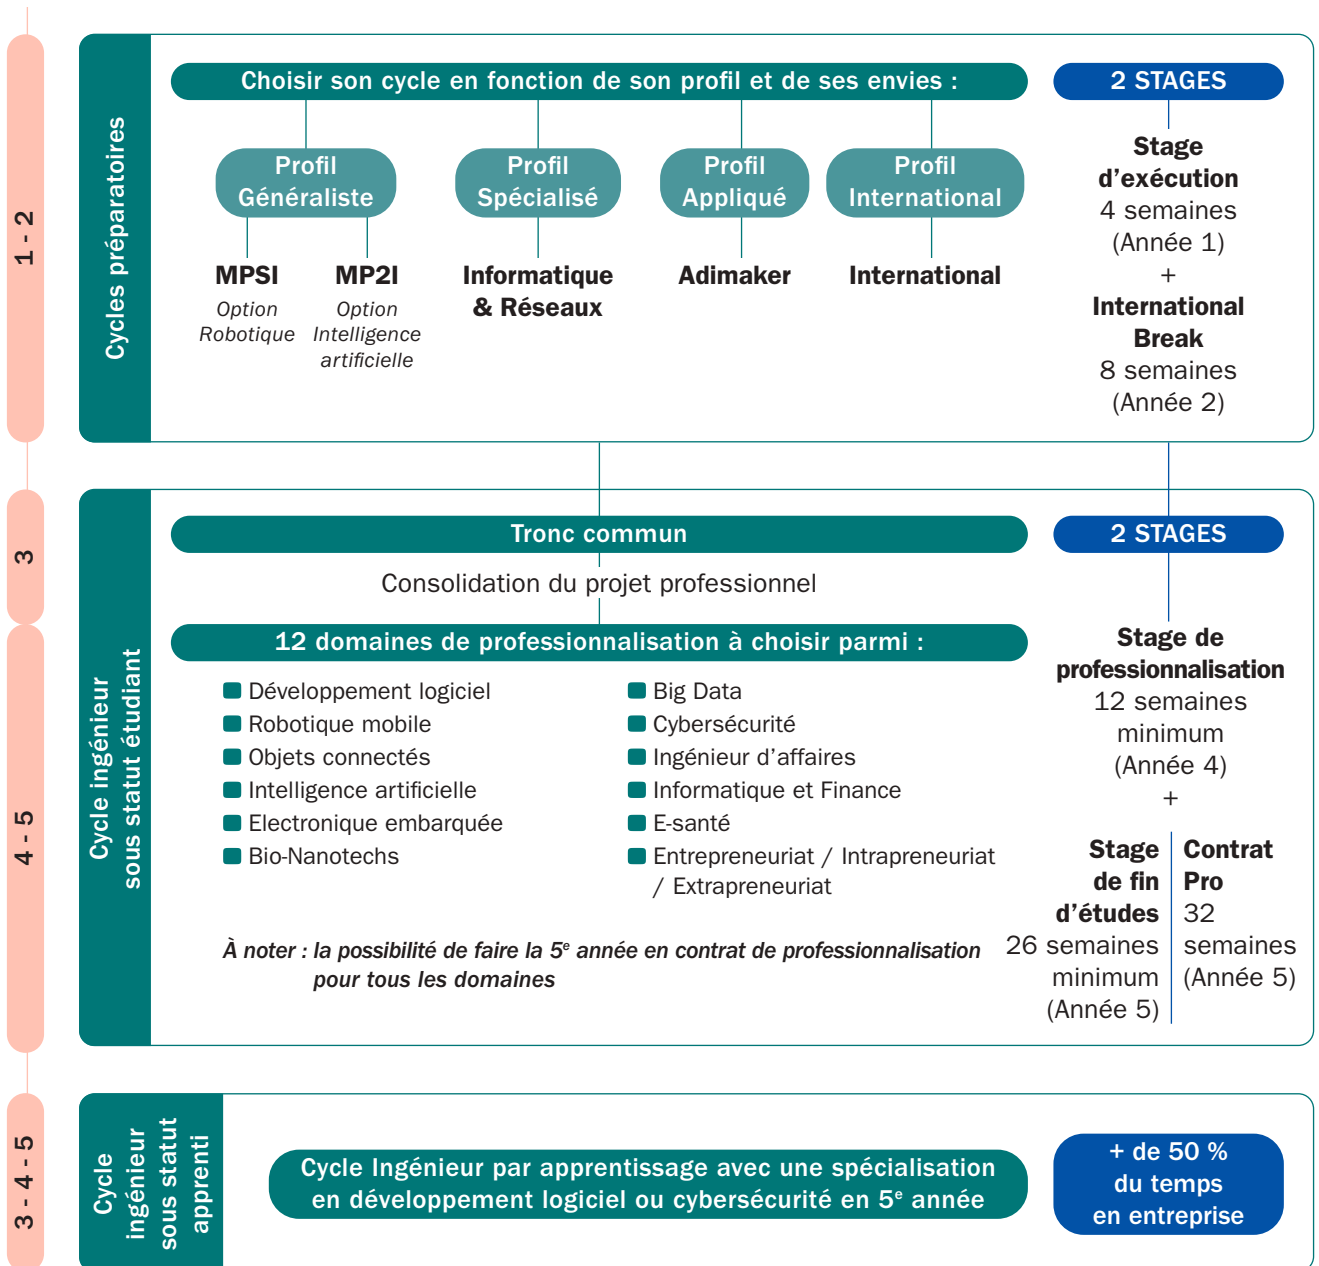 1 - 2
Cycles préparatoires
Choisir son cycle en fonction de son profil et de ses envies :
Profil
Généraliste
Profil
Spécialisé
Profil
Appliqué
Profil
International
MPSI
Option
Robotique
MP2I
Option
Intelligence
artificielle
Informatique
& Réseaux
Adimaker
International
2 STAGES
Stage
d'exécution
4 semaines
(Année 1)
+
International
Break
8 semaines
(Année 2)
3
4 - 5
Cycle ingénieur
sous statut étudiant
Tronc commun
Consolidation du projet professionnel
12 domaines de professionnalisation à choisir parmi :
Développement logiciel
Robotique mobile
Objets connectés
Intelligence artificielle
Electronique embarquée
Bio-Nanotechs
Big Data
Cybersécurité
Ingénieur d'affaires
Informatique et Finance
E-santé
Entrepreneuriat / Intrapreneuriat
/ Extrapreneuriat
À noter : la possibilité de faire la 5e année en contrat de professionnalisation
pour tous les domaines
2 STAGES
Stage de
professionnalisation
12 semaines
minimum
(Année 4)
+
Stage
de fin
d'études
26 semaines
minimum
(Année 5)
Contrat
Pro
32
semaines
(Année 5)
3 - 4 - 5
Cycle
ingénieur
sous statut
apprenti
Cycle Ingénieur par apprentissage avec une spécialisation
en développement logiciel ou cybersécurité en 5e année
+ de 50 %
du temps
en entreprise